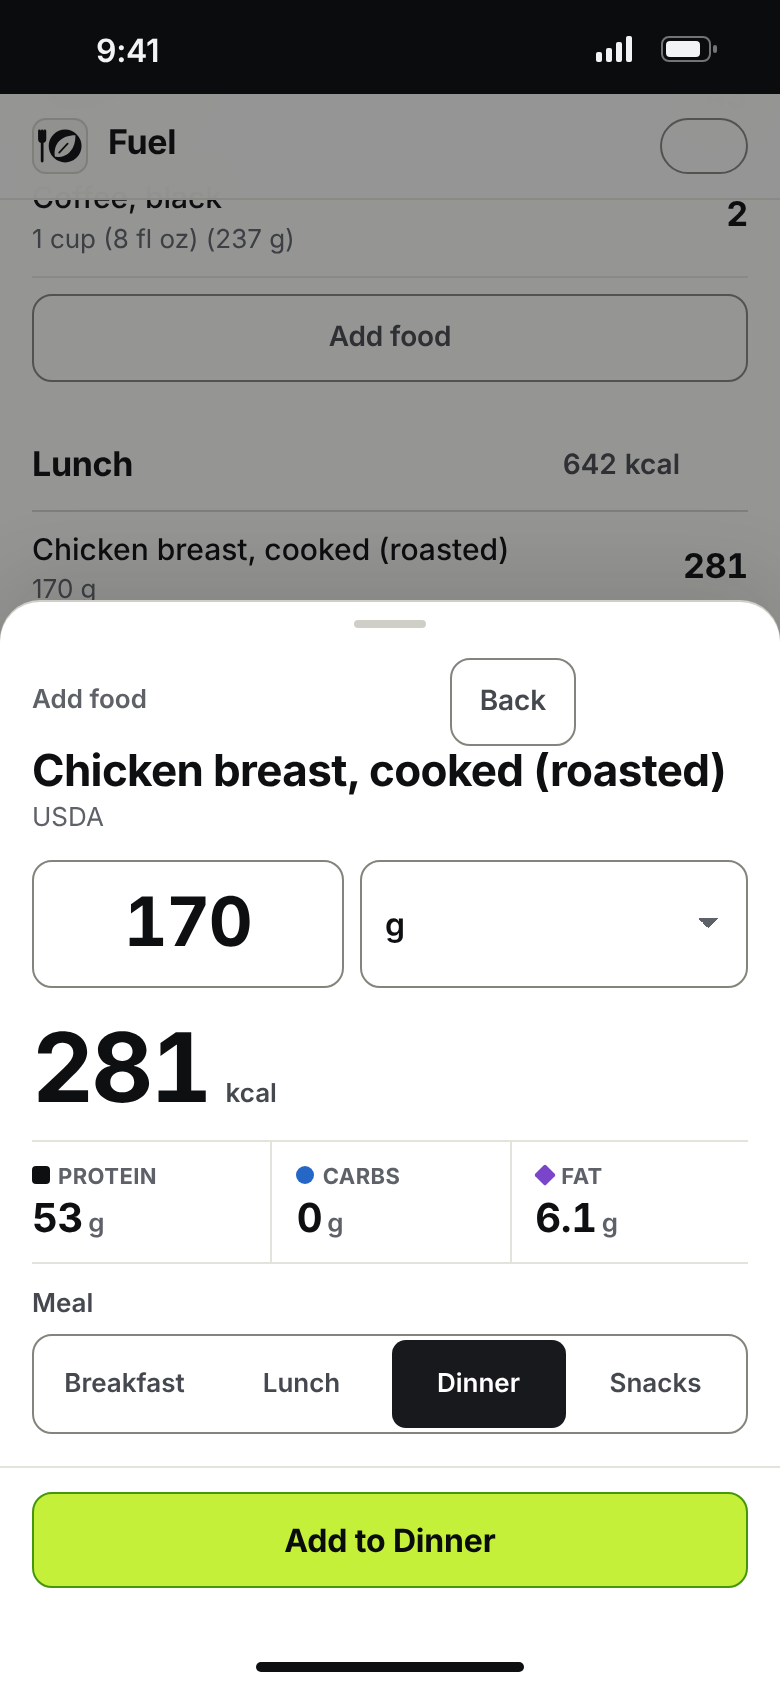 9:41
Fuel
Coffee, black
2
1 cup (8 fl oz) (237 g)
Add food
Lunch
642 kcal
Chicken breast, cooked (roasted)
281
170 g
Add food
Back
Chicken breast, cooked (roasted)
USDA
170
g
281 kcal
PROTEIN
53 g
CARBS
0 g
FAT
6.1 g
Meal
Breakfast
Lunch
Dinner
Snacks
Add to Dinner